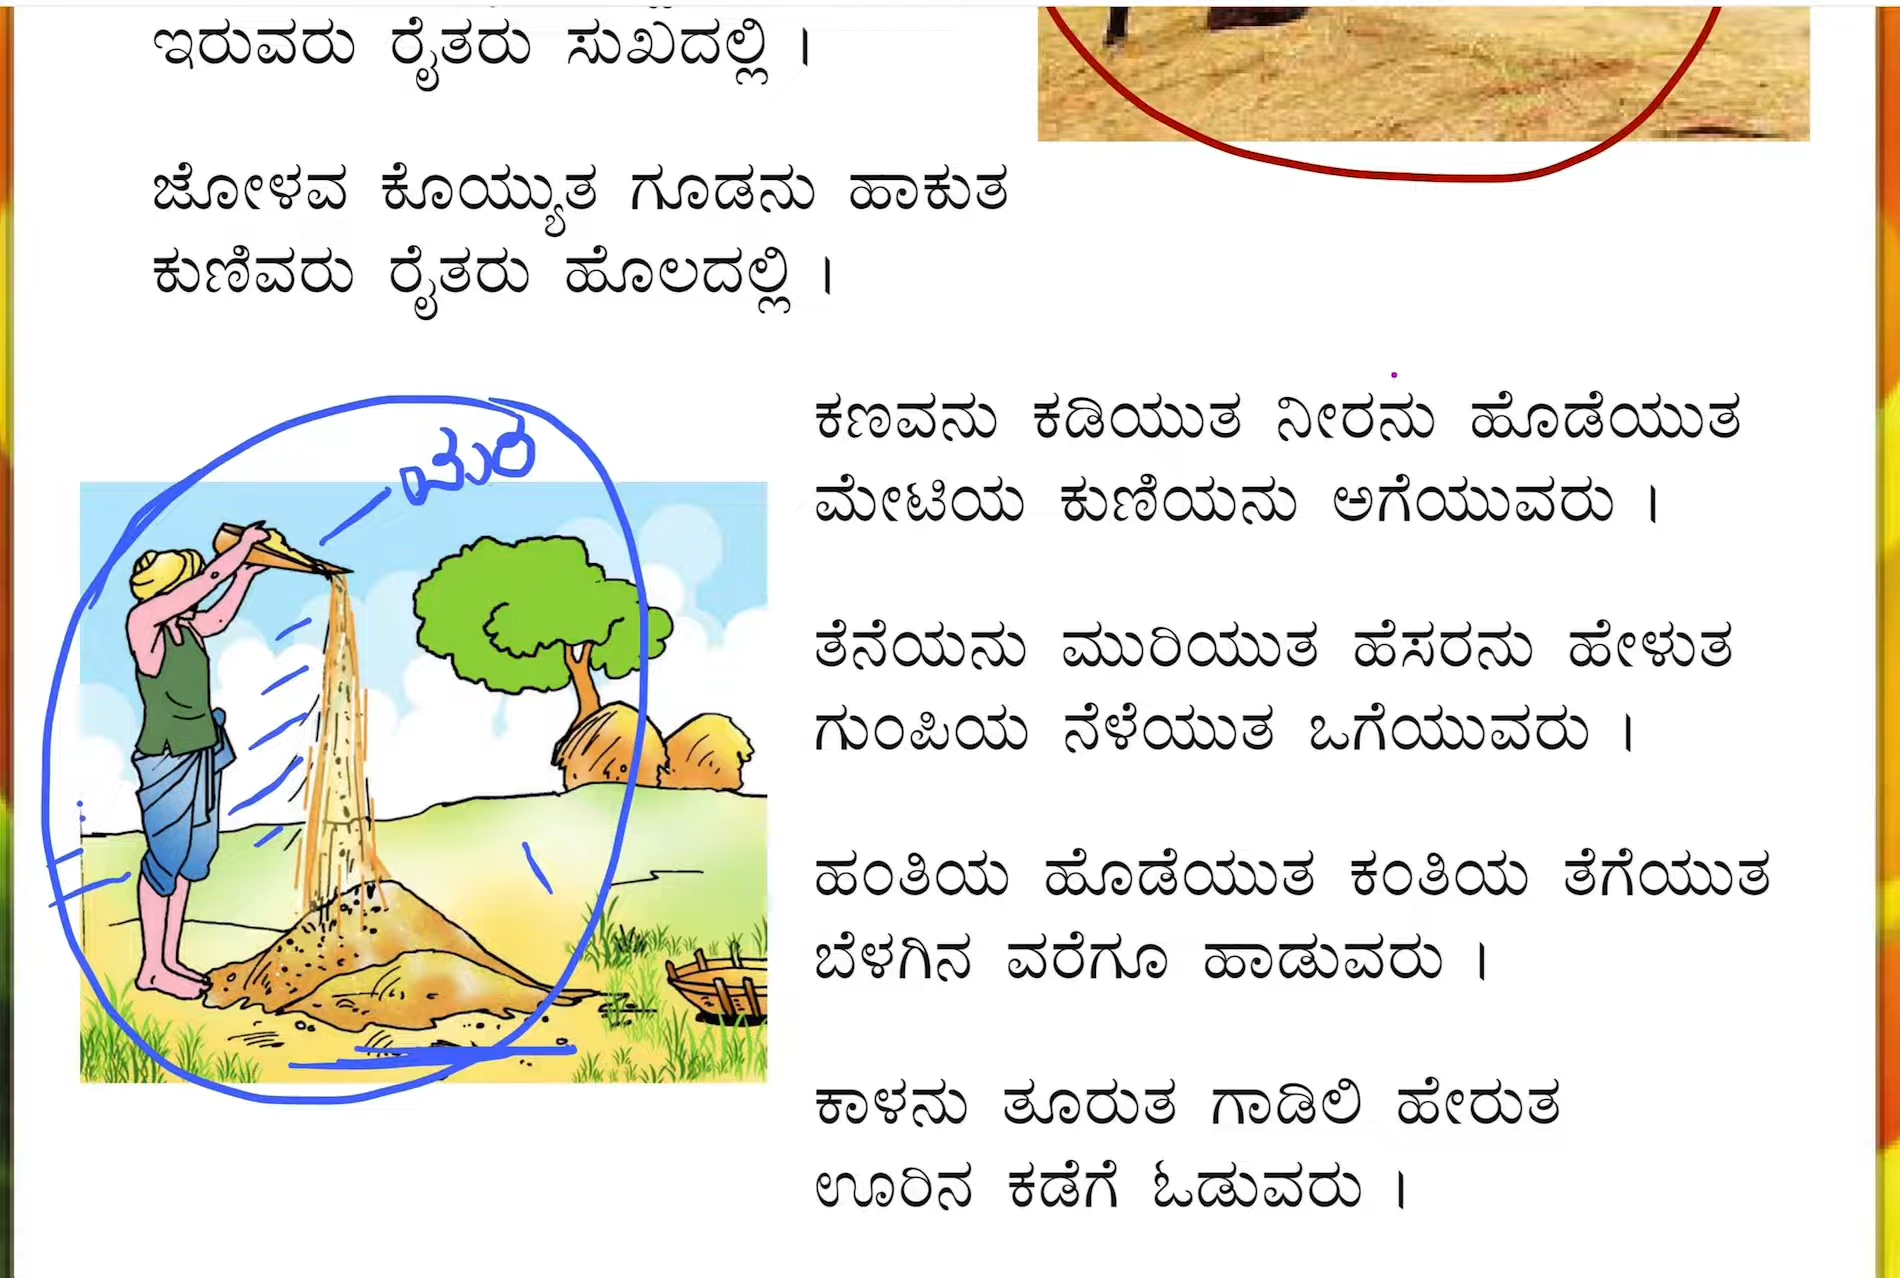 ಇರುವರು ರೈತರು ಸುಖದಲ್ಲಿ ।
ಜೋಳವ ಕೊಯ್ಯುತ ಗೂಡನು ಹಾಕುತ
ಕುಣಿವರು ರೈತರು ಹೊಲದಲ್ಲಿ ।
ಕಣವನು ಕಡಿಯುತ ನೀರನು ಹೊಡೆಯುತ
ಮೇಟಿಯ ಕುಣಿಯನು ಅಗೆಯುವರು ।
ತೆನೆಯನು ಮುರಿಯುತ ಹೆಸರನು ಹೇಳುತ
ಗುಂಪಿಯ ನೆಳೆಯುತ ಒಗೆಯುವರು ।
ಹಂತಿಯ ಹೊಡೆಯುತ ಕಂತಿಯ ತೆಗೆಯುತ
ಬೆಳಗಿನ ವರೆಗೂ ಹಾಡುವರು ।
ಕಾಳನು ತೂರುತ ಗಾಡಿಲಿ ಹೇರುತ
ಊರಿನ ಕಡೆಗೆ ಓಡುವರು ।